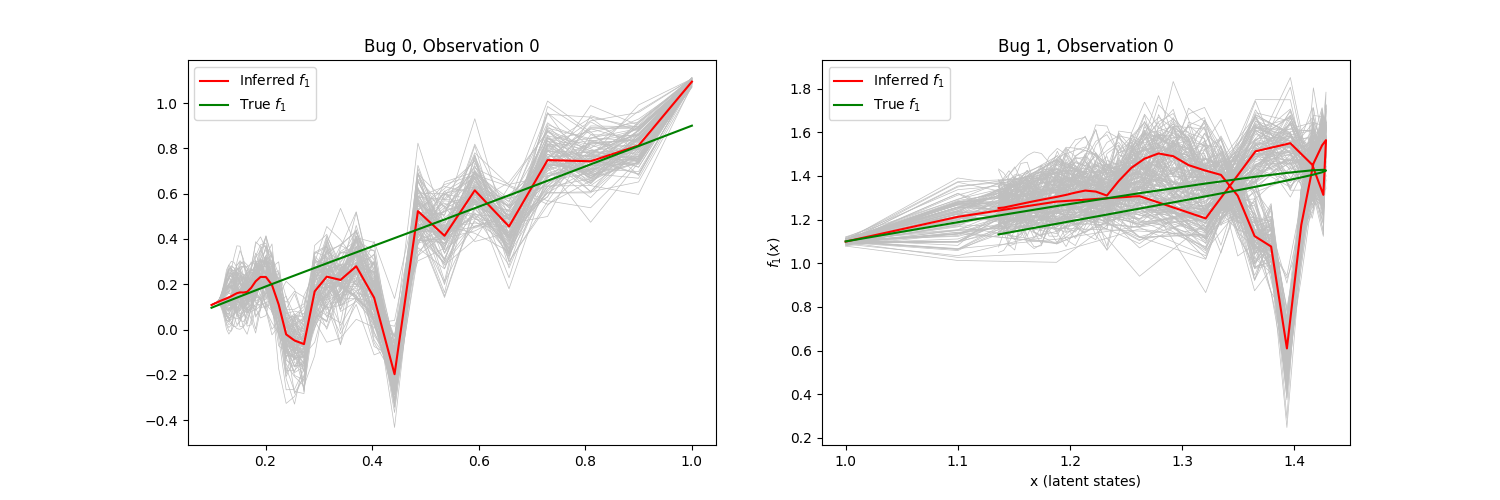 Bug 0, Observation 0
Inferred f₁
True f₁
1.0
0.8
0.6
0.4
0.2
0.0
−0.2
−0.4
0.2 0.4 0.6 0.8 1.0
Bug 1, Observation 0
Inferred f₁
True f₁
f₁(x)
1.8
1.6
1.4
1.2
1.0
0.8
0.6
0.4
0.2
1.0 1.1 1.2 1.3 1.4
x (latent states)